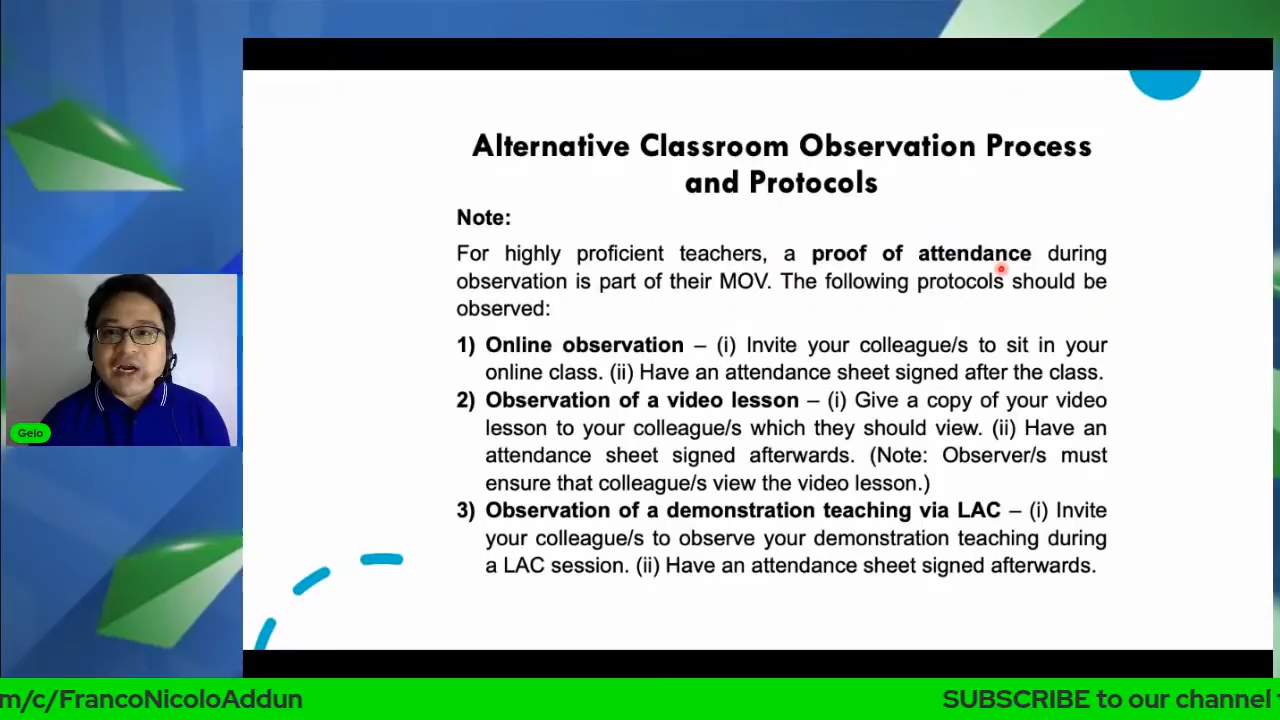 Alternative Classroom Observation Process
and Protocols
Note:
For highly proficient teachers, a proof of attendance during
observation is part of their MOV. The following protocols should be
observed:
1) Online observation – (i) Invite your colleague/s to sit in your
online class. (ii) Have an attendance sheet signed after the class.
2) Observation of a video lesson – (i) Give a copy of your video
lesson to your colleague/s which they should view. (ii) Have an
attendance sheet signed afterwards. (Note: Observer/s must
ensure that colleague/s view the video lesson.)
3) Observation of a demonstration teaching via LAC – (i) Invite
your colleague/s to observe your demonstration teaching during
a LAC session. (ii) Have an attendance sheet signed afterwards.
Gelo
m/c/FrancoNicoloAddun SUBSCRIBE to our channel